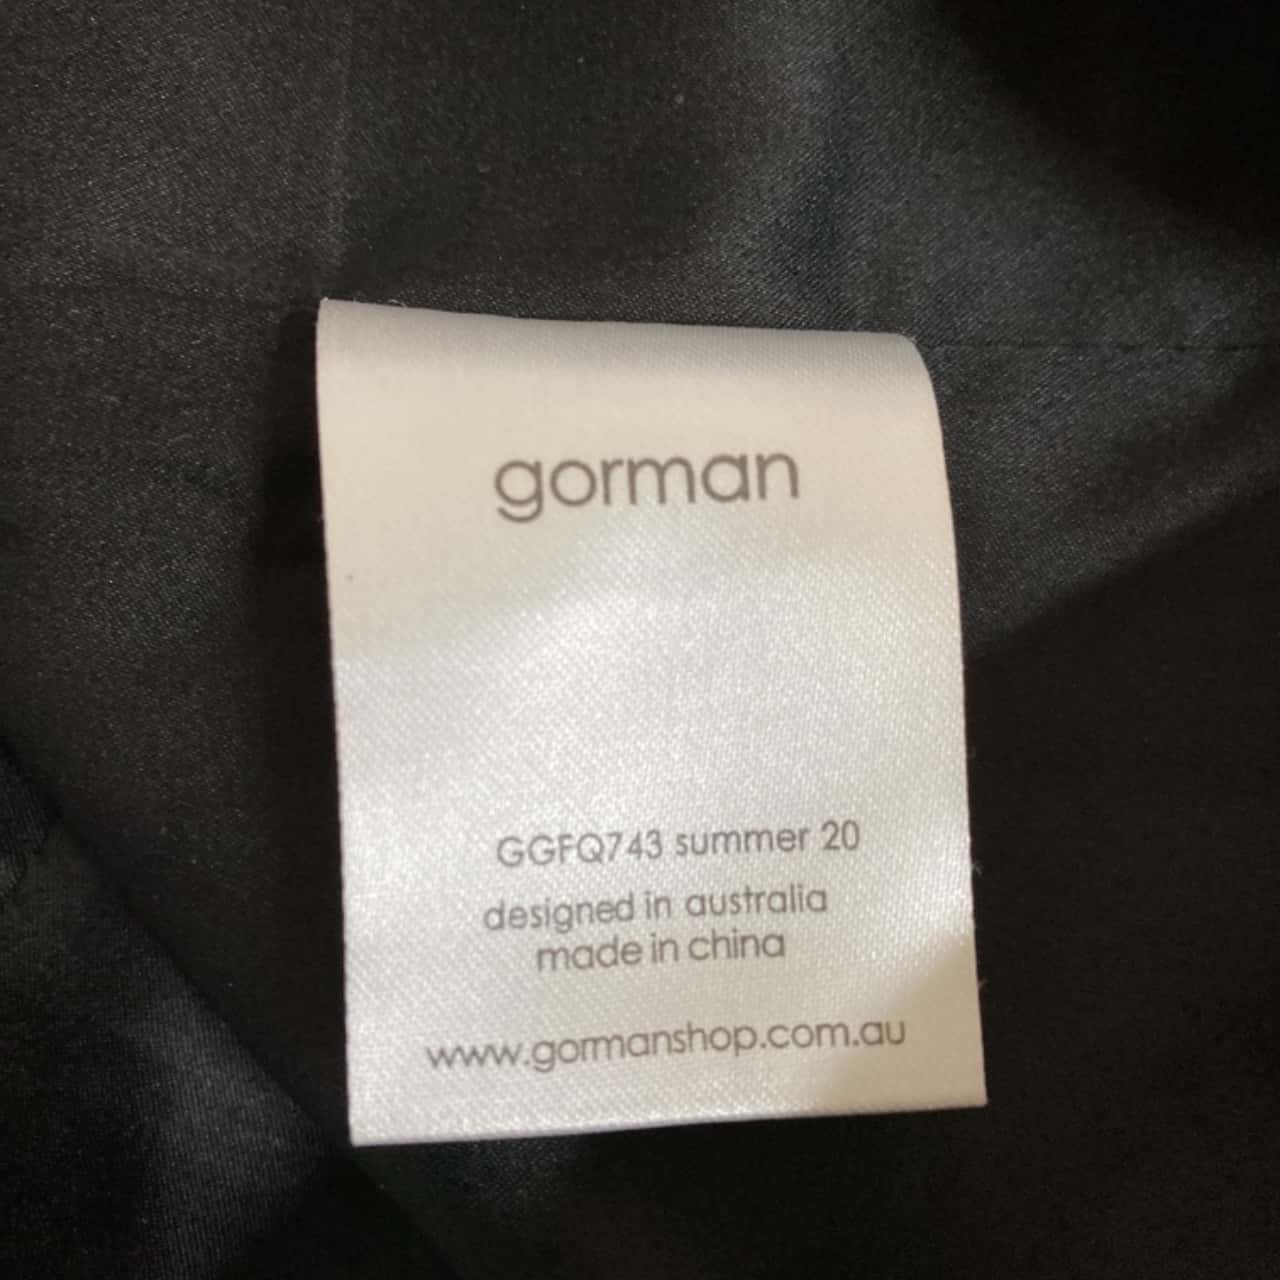 gorman
GGFQ743 summer 20
designed in australia
made in china
www.gormanshop.com.au